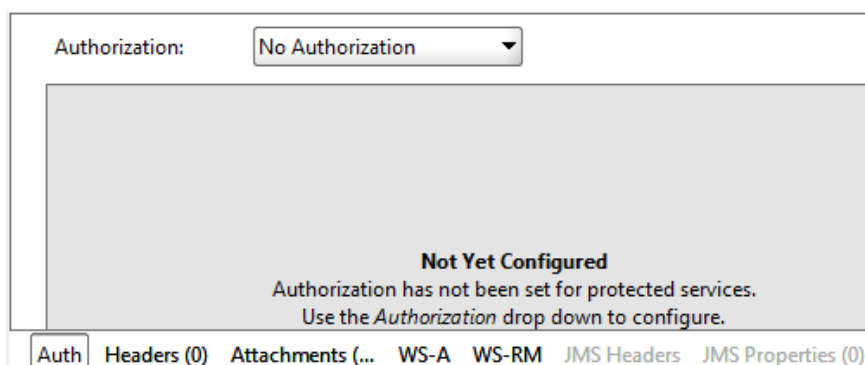 Authorization: No Authorization
Not Yet Configured
Authorization has not been set for protected services.
Use the Authorization drop down to configure.
Auth Headers (0) Attachments (... WS-A WS-RM JMS Headers JMS Properties (0)